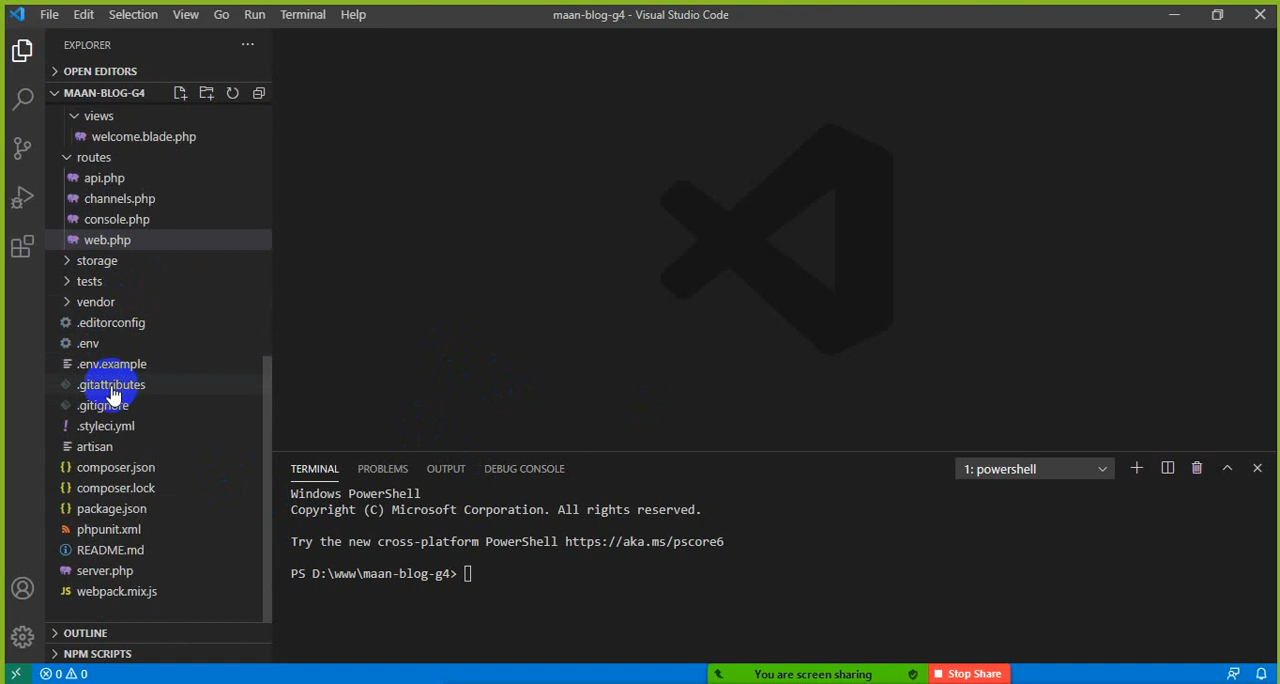 File Edit Selection View Go Run Terminal Help
maan-blog-g4 - Visual Studio Code
EXPLORER
OPEN EDITORS
MAAN-BLOG-G4
views
welcome.blade.php
routes
api.php
channels.php
console.php
web.php
storage
tests
vendor
.editorconfig
.env
.env.example
.gitattributes
.gitignore
.styleci.yml
artisan
composer.json
composer.lock
package.json
phpunit.xml
README.md
server.php
JS webpack.mix.js
OUTLINE
NPM SCRIPTS
TERMINAL PROBLEMS OUTPUT DEBUG CONSOLE
1: powershell
Windows PowerShell
Copyright (C) Microsoft Corporation. All rights reserved.
Try the new cross-platform PowerShell https://aka.ms/pscore6
PS D:\www\maan-blog-g4>
0 0
You are screen sharing
Stop Share